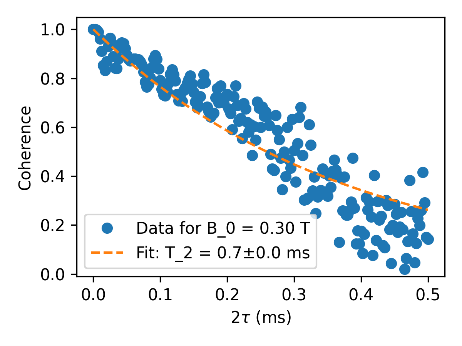 1.0
0.8
0.6
0.4
0.2
0.0
Coherence
Data for B_0 = 0.30 T
Fit: T_2 = 0.7±0.0 ms
0.0 0.1 0.2 0.3 0.4 0.5
2τ (ms)